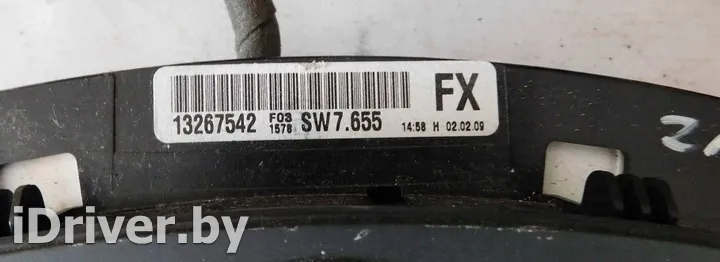 FX
13267542 F03 1578 SW7.655 14:58 H 02.02.09
iDriver.by